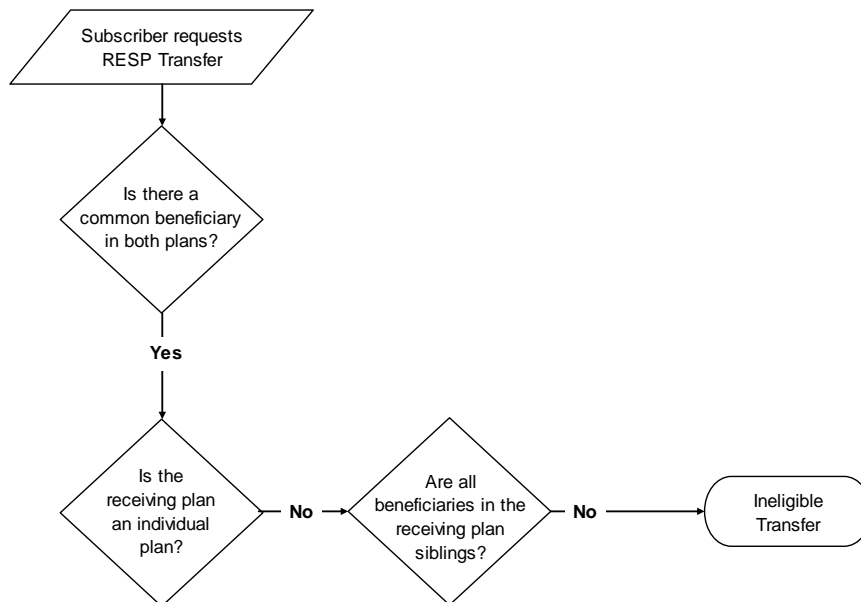 Subscriber requests
RESP Transfer
Is there a
common beneficiary
in both plans?
Yes
Is the
receiving plan
an individual
plan?
No
Are all
beneficiaries in the
receiving plan
siblings?
No
Ineligible
Transfer